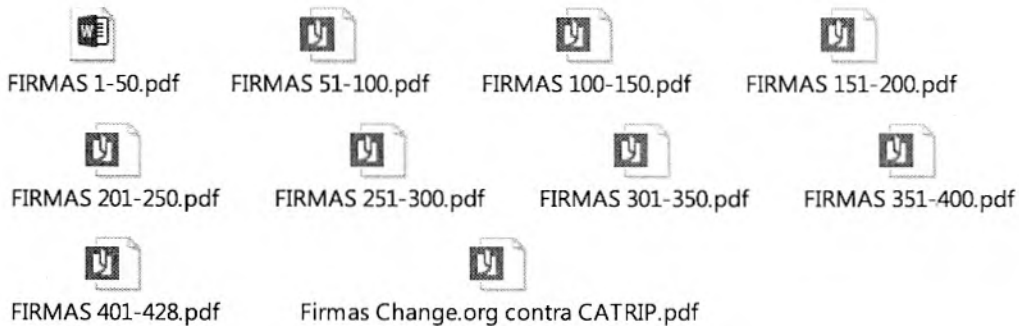 FIRMAS 1-50.pdf FIRMAS 51-100.pdf FIRMAS 100-150.pdf FIRMAS 151-200.pdf
FIRMAS 201-250.pdf FIRMAS 251-300.pdf FIRMAS 301-350.pdf FIRMAS 351-400.pdf
FIRMAS 401-428.pdf Firmas Change.org contra CATRIP.pdf